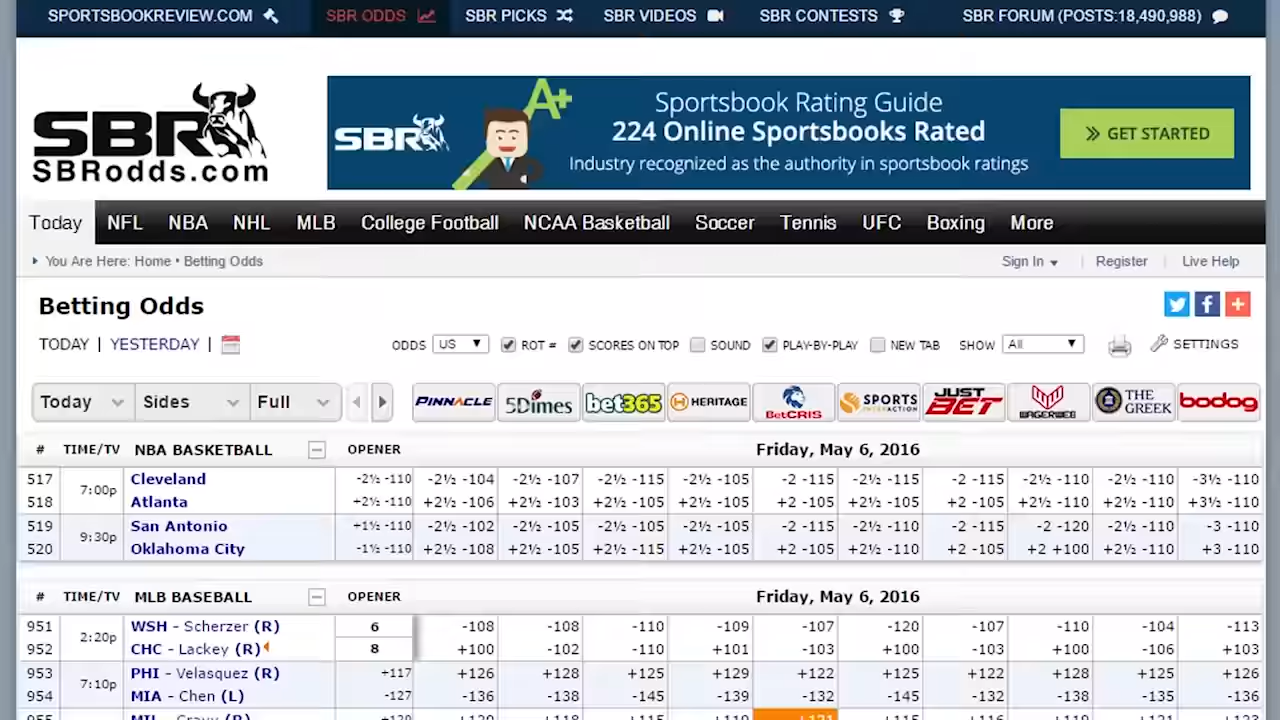 SPORTSBOOKREVIEW.COM SBR ODDS SBR PICKS SBR VIDEOS SBR CONTESTS SBR FORUM (POSTS:18,490,988)
SBR
SBRodds.com
SBR
A+
Sportsbook Rating Guide
224 Online Sportsbooks Rated
Industry recognized as the authority in sportsbook ratings
GET STARTED
Today NFL NBA NHL MLB College Football NCAA Basketball Soccer Tennis UFC Boxing More
You Are Here: Home • Betting Odds Sign In Register Live Help
Betting Odds
TODAY | YESTERDAY | ODDS US ROT # SCORES ON TOP SOUND PLAY-BY-PLAY NEW TAB SHOW All SETTINGS
Today Sides Full PINNACLE 5Dimes bet365 HERITAGE BetCRIS SPORTS INTERACTION JUST BET WAGERWEB THE GREEK bodog
# TIME/TV NBA BASKETBALL OPENER Friday, May 6, 2016
517 7:00p Cleveland -2½ -110 -2½ -104 -2½ -107 -2½ -115 -2½ -105 -2 -115 -2½ -115 -2 -115 -2½ -110 -2½ -110 -3½ -110
518 Atlanta +2½ -110 +2½ -106 +2½ -103 +2½ -105 +2½ -105 +2 -105 +2½ -105 +2 -105 +2½ -110 +2½ -110 +3½ -110
519 9:30p San Antonio +1½ -110 -2½ -102 -2½ -105 -2½ -105 -2½ -105 -2 -115 -2½ -110 -2 -115 -2 -120 -2½ -110 -3 -110
520 Oklahoma City -1½ -110 +2½ -108 +2½ -105 +2½ -115 +2½ -105 +2 -105 +2½ -110 +2 -105 +2 +100 +2½ -110 +3 -110
# TIME/TV MLB BASEBALL OPENER Friday, May 6, 2016
951 2:20p WSH - Scherzer (R) 6 -108 -108 -110 -109 -107 -120 -107 -110 -104 -113
952 CHC - Lackey (R) 8 +100 -102 -110 +101 -103 +100 -103 +100 -106 +103
953 7:10p PHI - Velasquez (R) +117 +126 +128 +125 +129 +122 +125 +122 +128 +125 +126
954 MIA - Chen (L) -127 -136 -138 -145 -139 -132 -145 -132 -138 -135 -136